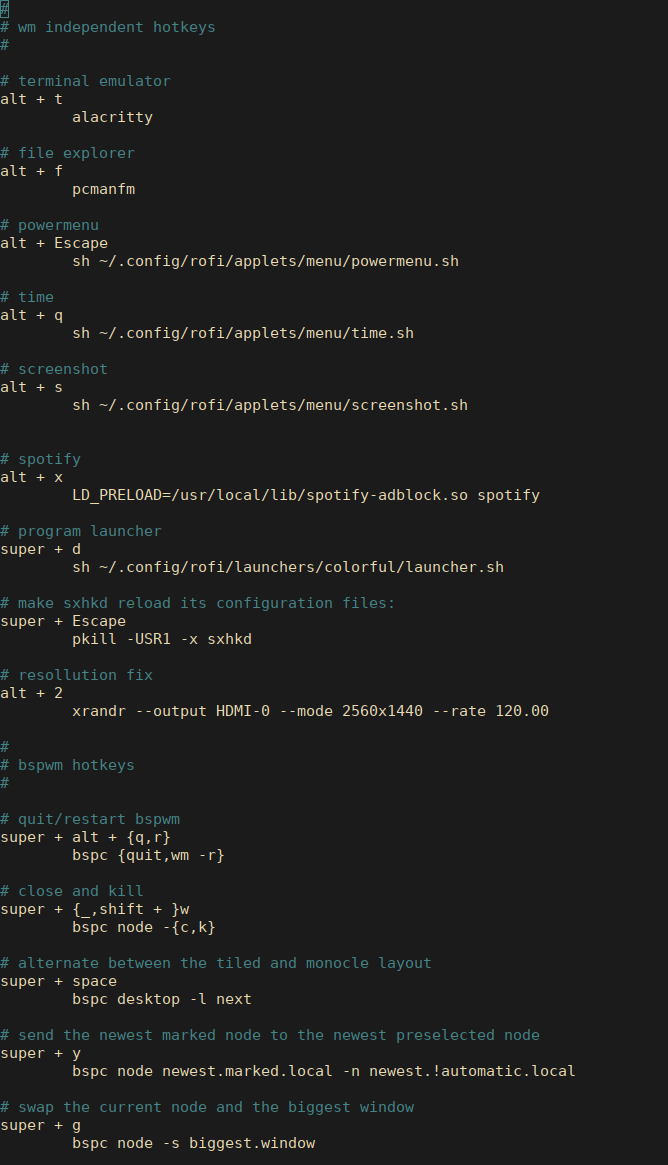 #
# wm independent hotkeys
#

# terminal emulator
alt + t
        alacritty

# file explorer
alt + f
        pcmanfm

# powermenu
alt + Escape
        sh ~/.config/rofi/applets/menu/powermenu.sh

# time
alt + q
        sh ~/.config/rofi/applets/menu/time.sh

# screenshot
alt + s
        sh ~/.config/rofi/applets/menu/screenshot.sh


# spotify
alt + x
        LD_PRELOAD=/usr/local/lib/spotify-adblock.so spotify

# program launcher
super + d
        sh ~/.config/rofi/launchers/colorful/launcher.sh

# make sxhkd reload its configuration files:
super + Escape
        pkill -USR1 -x sxhkd

# resollution fix
alt + 2
        xrandr --output HDMI-0 --mode 2560x1440 --rate 120.00

#
# bspwm hotkeys
#

# quit/restart bspwm
super + alt + {q,r}
        bspc {quit,wm -r}

# close and kill
super + {_,shift + }w
        bspc node -{c,k}

# alternate between the tiled and monocle layout
super + space
        bspc desktop -l next

# send the newest marked node to the newest preselected node
super + y
        bspc node newest.marked.local -n newest.!automatic.local

# swap the current node and the biggest window
super + g
        bspc node -s biggest.window